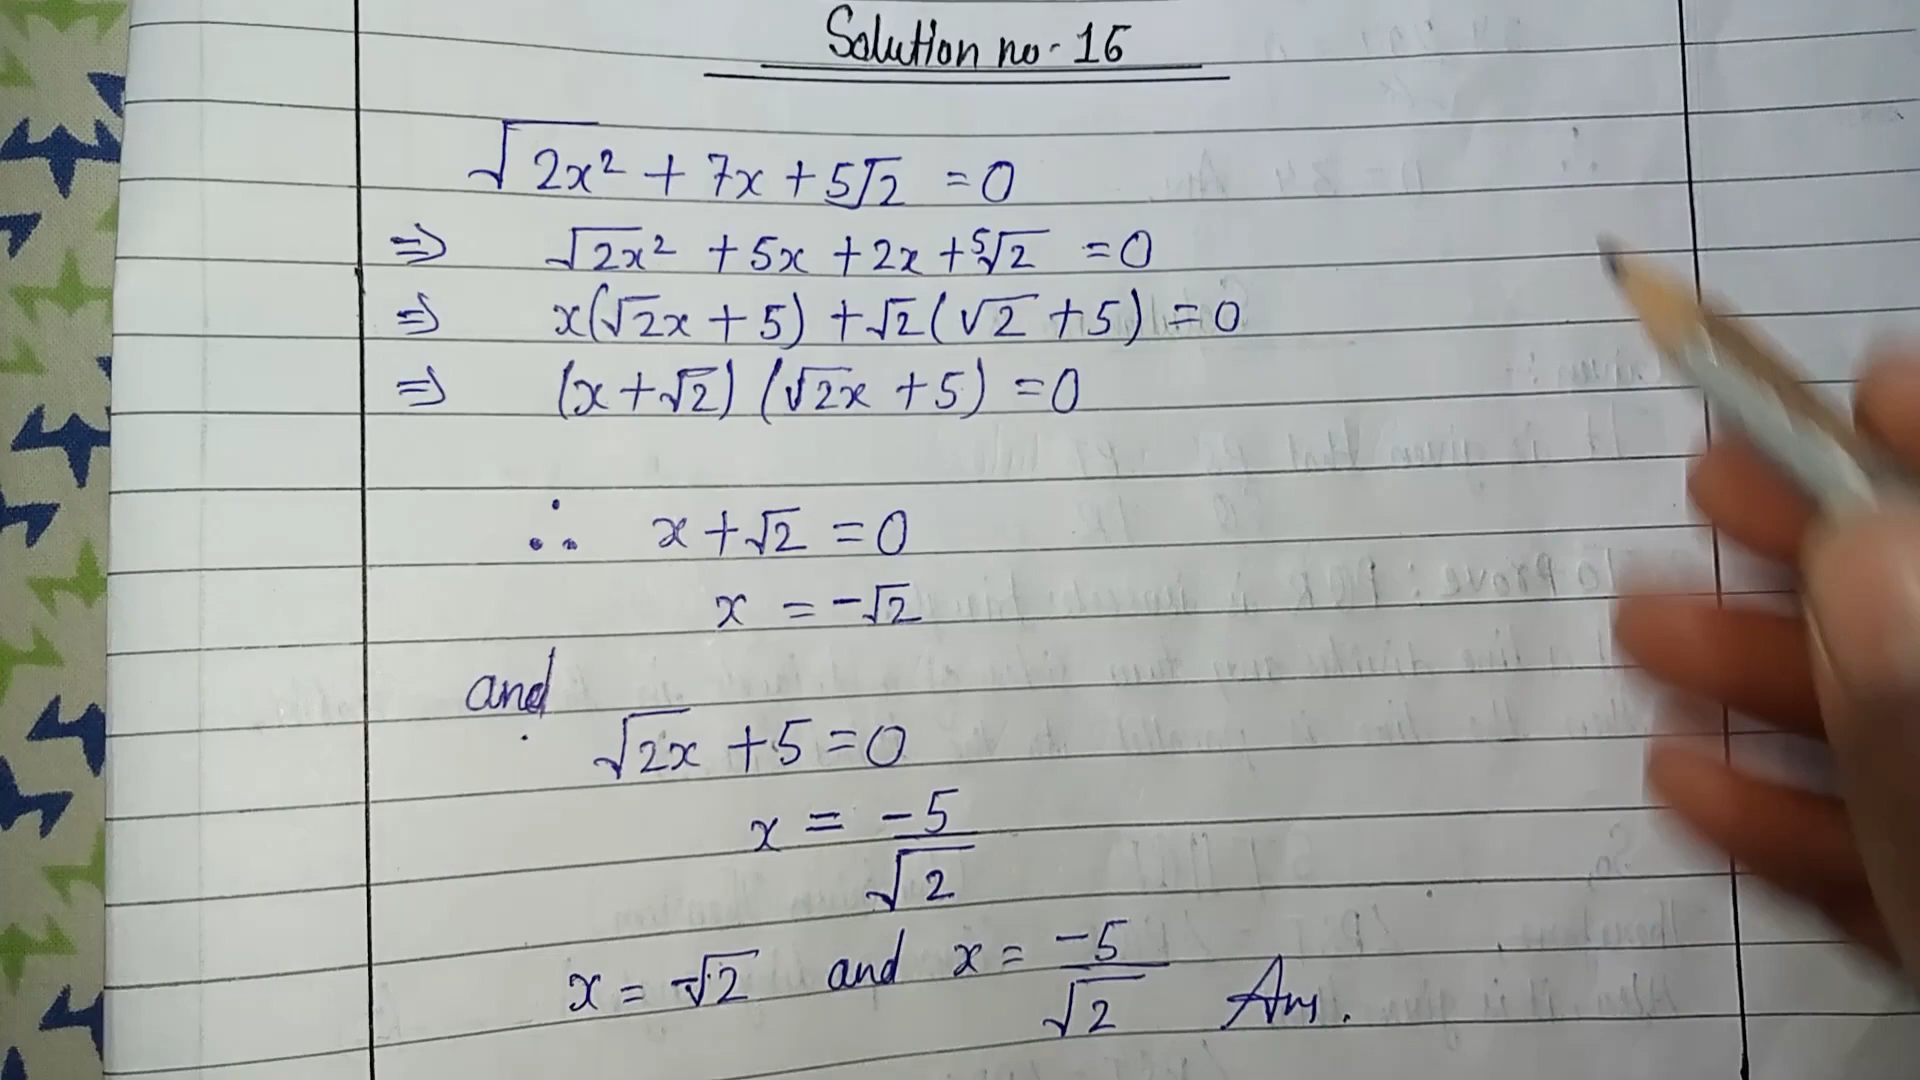 Solution no - 16
√2x² + 7x + 5√2 = 0
⇒ √2x² + 5x + 2x + 5√2 = 0
⇒ x(√2x + 5) + √2(√2 + 5) = 0
⇒ (x + √2) (√2x + 5) = 0
∴ x + √2 = 0
x = -√2
and
√2x + 5 = 0
x = -5/√2
x = -√2 and x = -5/√2 Ans.